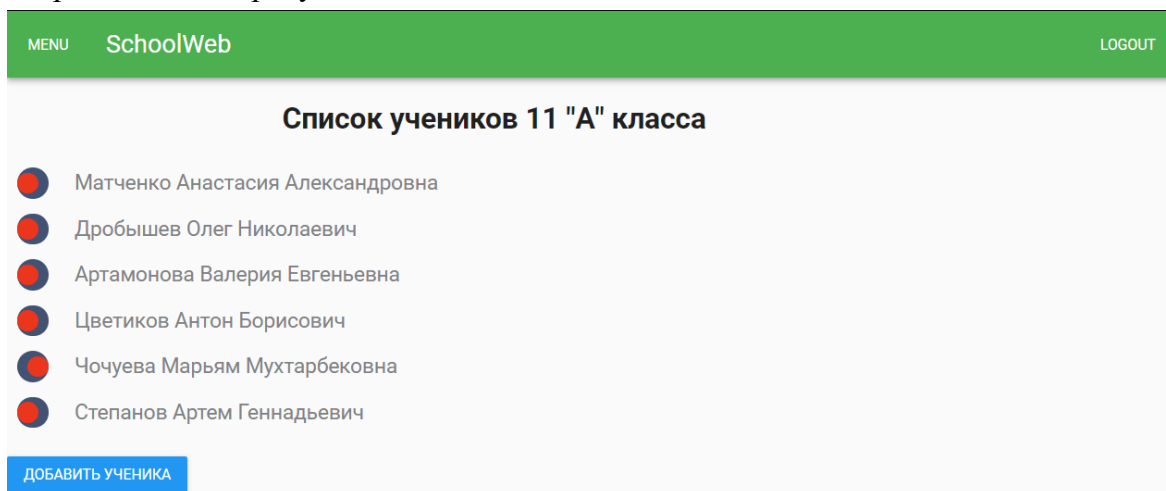 MENU SchoolWeb LOGOUT
Список учеников 11 "А" класса
Матченко Анастасия Александровна
Дробышев Олег Николаевич
Артамонова Валерия Евгеньевна
Цветиков Антон Борисович
Чочуева Марьям Мухтарбековна
Степанов Артем Геннадьевич
ДОБАВИТЬ УЧЕНИКА